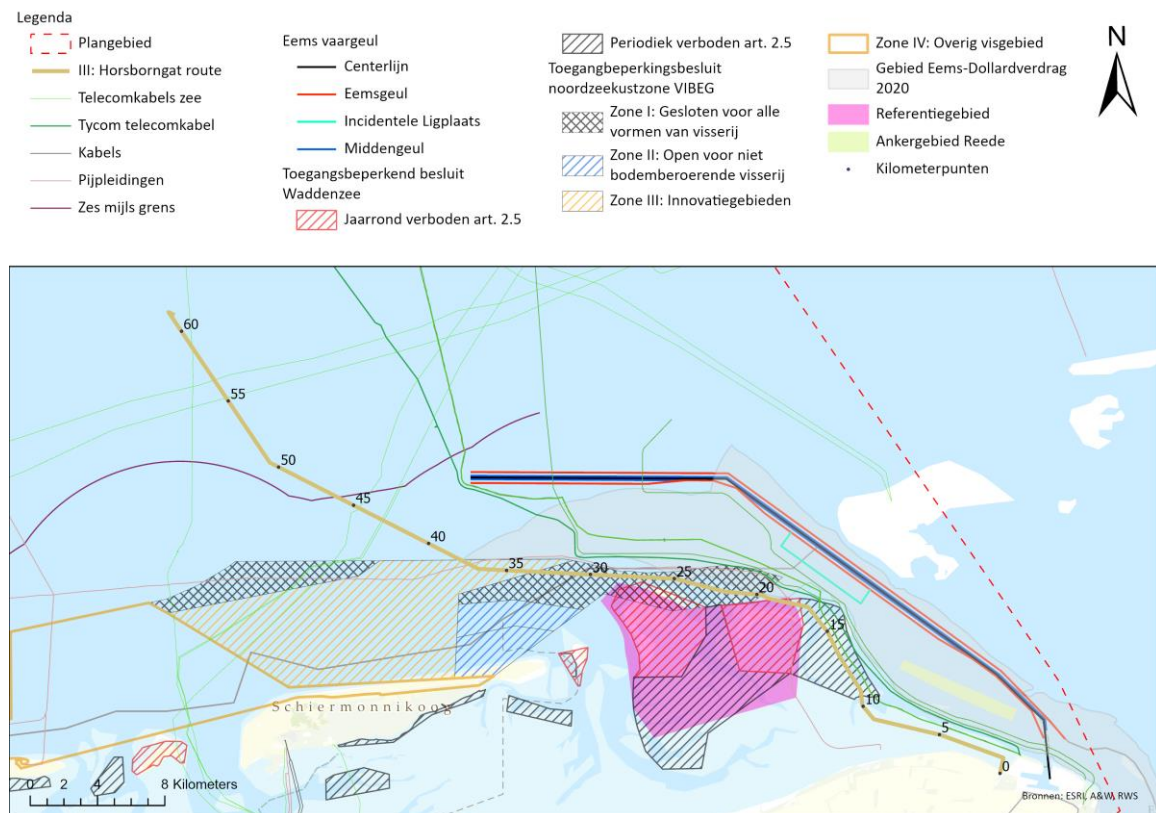 Legenda
Plangebied
III: Horsborngat route
Telecomkabels zee
Tycom telecomkabel
Kabels
Pijpleidingen
Zes mijls grens
Eems vaargeul
Centerlijn
Eemsgeul
Incidentele Ligplaats
Middengeul
Toegangsbeperkend besluit
Waddenzee
Jaarrond verboden art. 2.5
Periodiek verboden art. 2.5
Toegangbeperkingsbesluit
noordzeekustzone VIBEG
Zone I: Gesloten voor alle
vormen van visserij
Zone II: Open voor niet
bodemberoerende visserij
Zone III: Innovatiegebieden
Zone IV: Overig visgebied
Gebied Eems-Dollardverdrag
2020
Referentiegebied
Ankergebied Reede
Kilometerpunten
N
60
55
50
45
40
35
30
25
20
15
10
5
0
Schiermonnikoog
0 2 4 8 Kilometers
Bronnen: ESRI, A&W, RWS